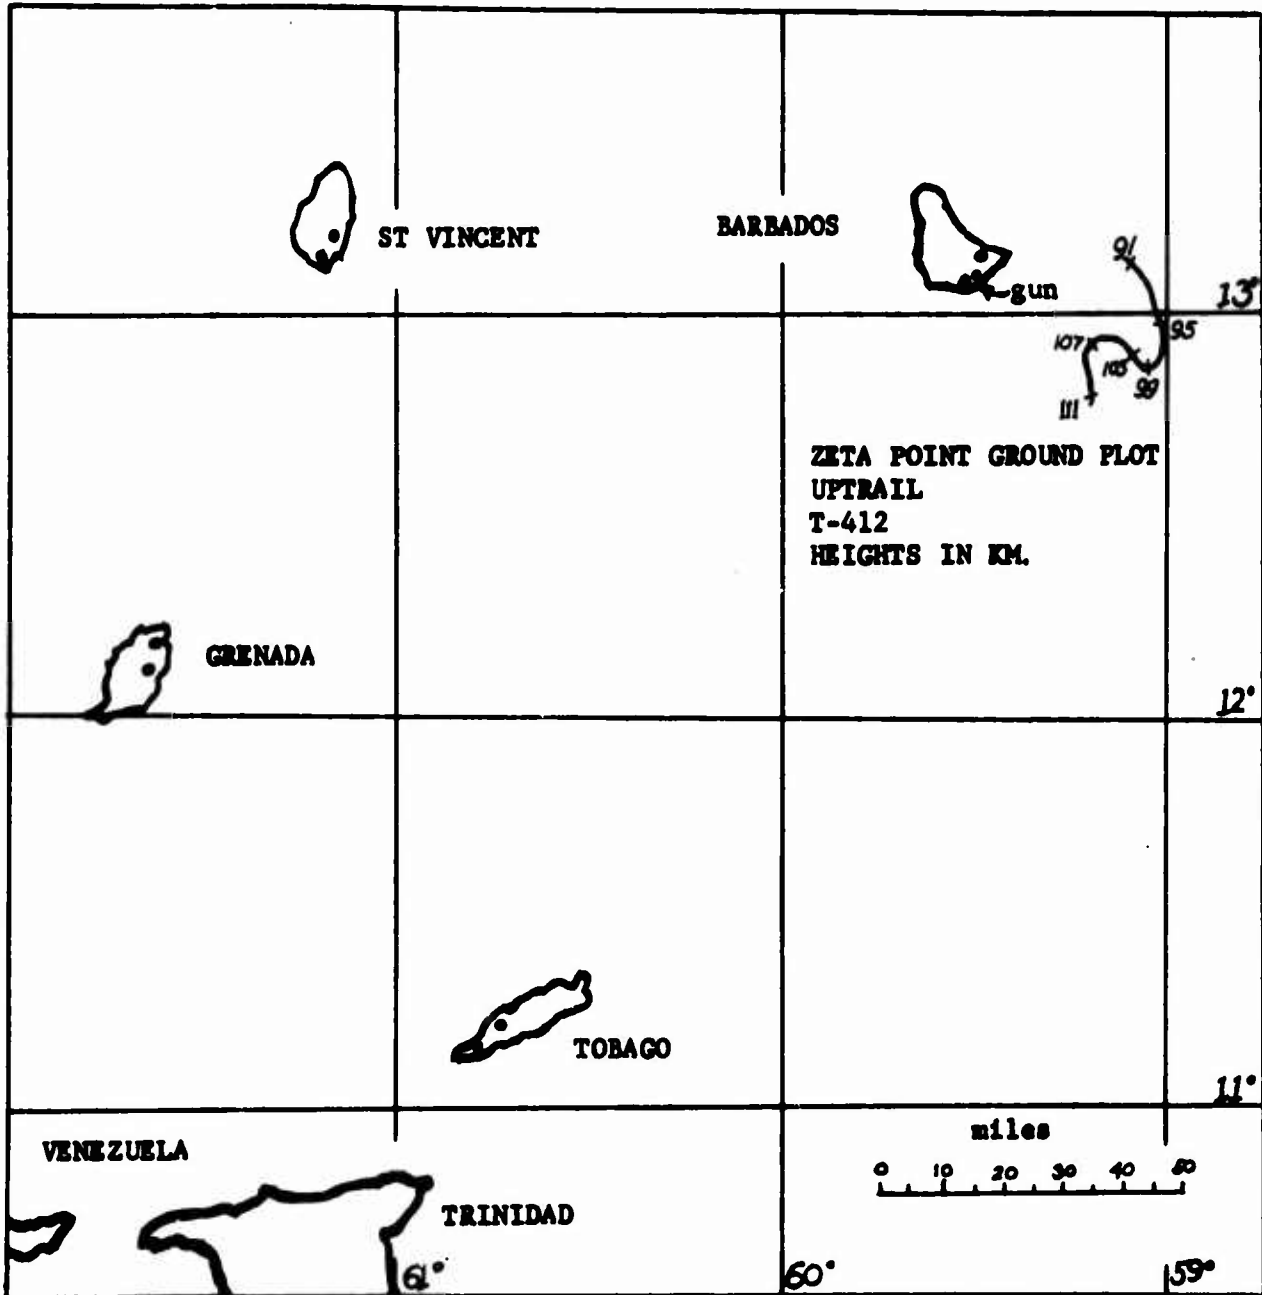 ST VINCENT
BARBADOS
gun
91
13°
95
107
103
99
111
ZETA POINT GROUND PLOT
UPTRAIL
T-412
HEIGHTS IN KM.
GRENADA
12°
TOBAGO
11°
miles
0 10 20 30 40 50
VENEZUELA
TRINIDAD
61°
60°
59°